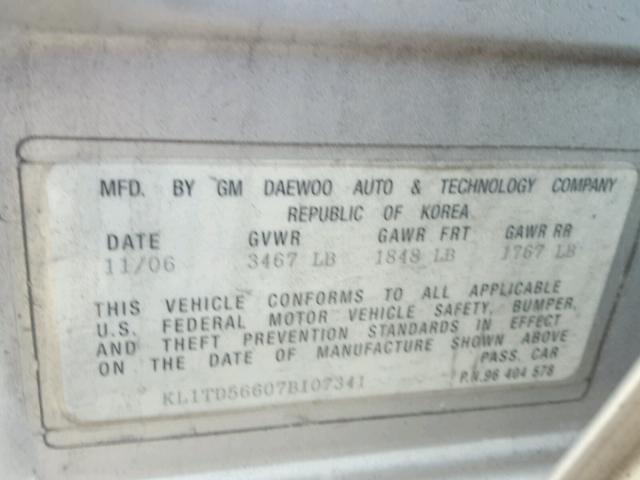 MFD. BY GM DAEWOO AUTO & TECHNOLOGY COMPANY
REPUBLIC OF KOREA
DATE GVWR GAWR FRT GAWR RR
11/06 3467 LB 1848 LB 1767 LB
THIS VEHICLE CONFORMS TO ALL APPLICABLE
U.S. FEDERAL MOTOR VEHICLE SAFETY, BUMPER,
AND THEFT PREVENTION STANDARDS IN EFFECT
ON THE DATE OF MANUFACTURE SHOWN ABOVE
PASS. CAR
KL1TD56607B107341 P.N.96 404 578